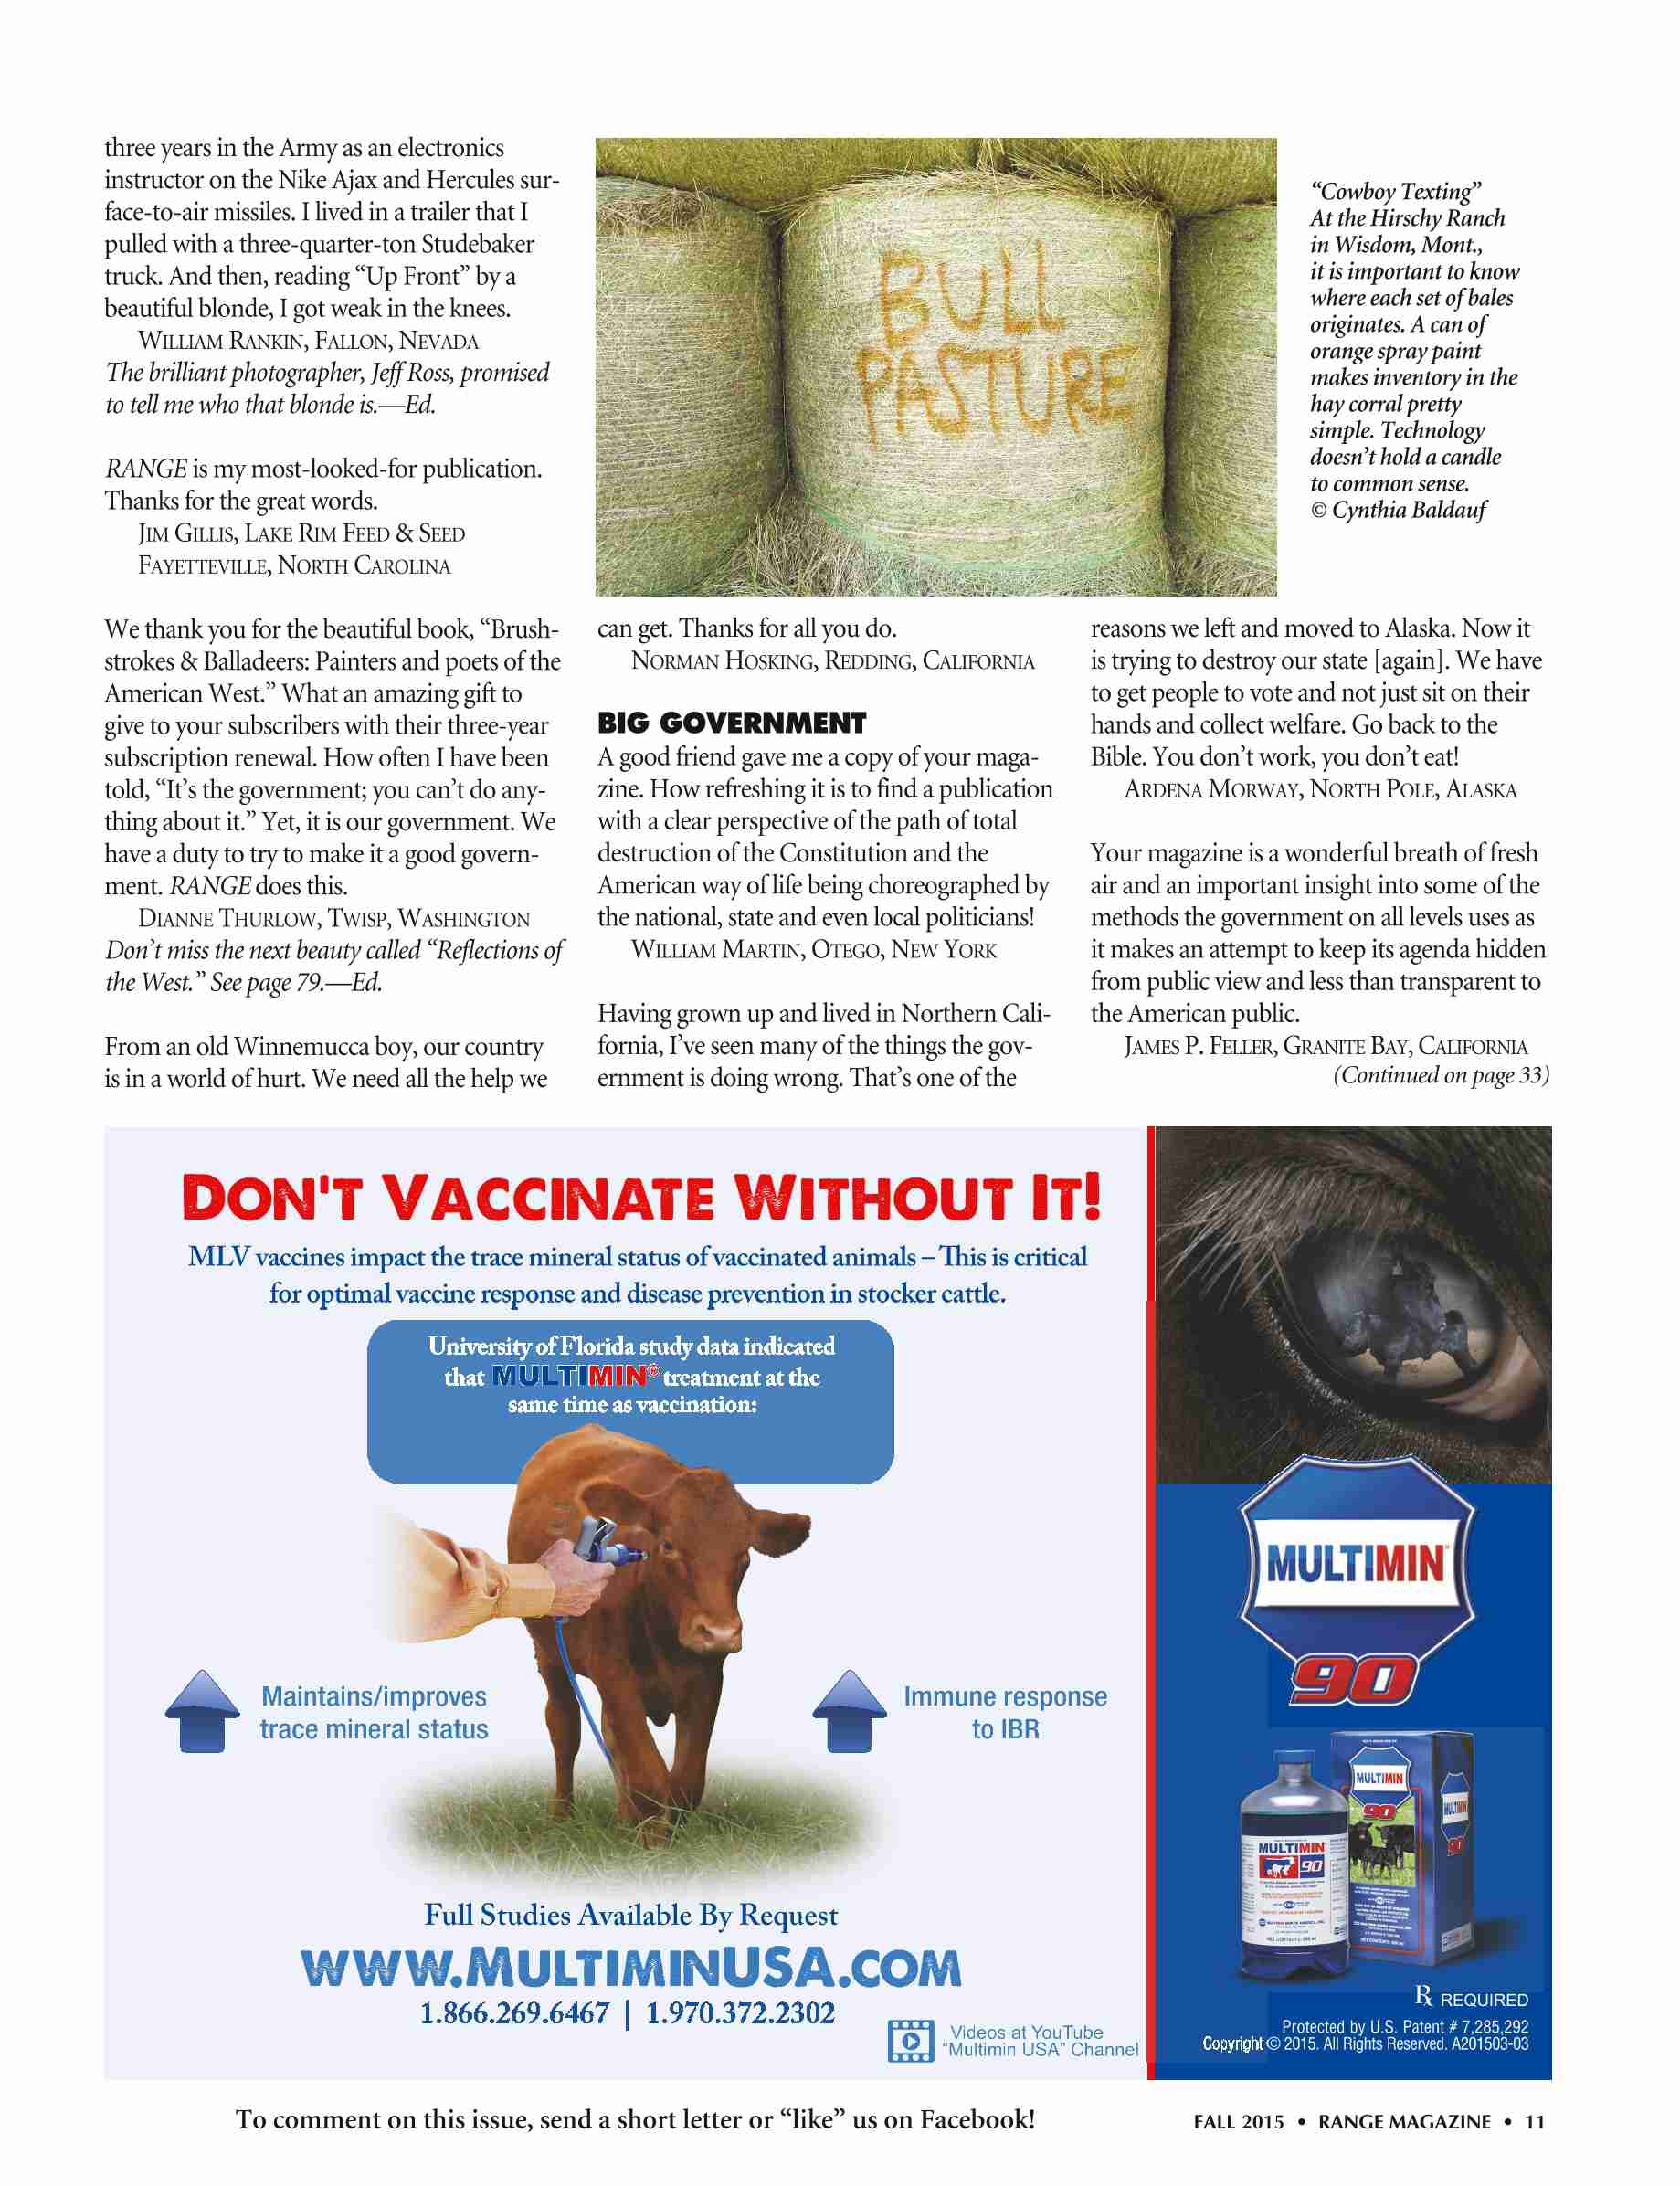 three years in the Army as an electronics
instructor on the Nike Ajax and Hercules sur-
face-to-air missiles. I lived in a trailer that I
pulled with a three-quarter-ton Studebaker
truck. And then, reading “Up Front” by a
beautiful blonde, I got weak in the knees.
WILLIAM RANKIN, FALLON, NEVADA
The brilliant photographer, Jeff Ross, promised
to tell me who that blonde is.—Ed.
RANGE is my most-looked-for publication.
Thanks for the great words.
JIM GILLIS, LAKE RIM FEED & SEED
FAYETTEVILLE, NORTH CAROLINA
We thank you for the beautiful book, “Brush-
strokes & Balladeers: Painters and poets of the
American West.” What an amazing gift to
give to your subscribers with their three-year
subscription renewal. How often I have been
told, “It’s the government; you can’t do any-
thing about it.” Yet, it is our government. We
have a duty to try to make it a good govern-
ment. RANGE does this.
DIANNE THURLOW, TWISP, WASHINGTON
Don’t miss the next beauty called “Reflections of
the West.” See page 79.—Ed.
From an old Winnemucca boy, our country
is in a world of hurt. We need all the help we
BULL
PASTURE
“Cowboy Texting”
At the Hirschy Ranch
in Wisdom, Mont.,
it is important to know
where each set of bales
originates. A can of
orange spray paint
makes inventory in the
hay corral pretty
simple. Technology
doesn’t hold a candle
to common sense.
© Cynthia Baldauf
can get. Thanks for all you do.
NORMAN HOSKING, REDDING, CALIFORNIA
BIG GOVERNMENT
A good friend gave me a copy of your maga-
zine. How refreshing it is to find a publication
with a clear perspective of the path of total
destruction of the Constitution and the
American way of life being choreographed by
the national, state and even local politicians!
WILLIAM MARTIN, OTEGO, NEW YORK
Having grown up and lived in Northern Cali-
fornia, I’ve seen many of the things the gov-
ernment is doing wrong. That’s one of the
reasons we left and moved to Alaska. Now it
is trying to destroy our state [again]. We have
to get people to vote and not just sit on their
hands and collect welfare. Go back to the
Bible. You don’t work, you don’t eat!
ARDENA MORWAY, NORTH POLE, ALASKA
Your magazine is a wonderful breath of fresh
air and an important insight into some of the
methods the government on all levels uses as
it makes an attempt to keep its agenda hidden
from public view and less than transparent to
the American public.
JAMES P. FELLER, GRANITE BAY, CALIFORNIA
(Continued on page 33)
DON'T VACCINATE WITHOUT IT!
MLV vaccines impact the trace mineral status of vaccinated animals – This is critical
for optimal vaccine response and disease prevention in stocker cattle.
University of Florida study data indicated
that MULTIMIN® treatment at the
same time as vaccination:
Maintains/improves
trace mineral status
Immune response
to IBR
Full Studies Available By Request
WWW.MULTIMINUSA.COM
1.866.269.6467 | 1.970.372.2302
Videos at YouTube
“Multimin USA” Channel
MULTIMIN
90
MULTIMIN
90
MULTIMIN
90
MULTIMIN
90
℞ REQUIRED
Protected by U.S. Patent # 7,285,292
Copyright © 2015. All Rights Reserved. A201503-03
To comment on this issue, send a short letter or “like” us on Facebook!
FALL 2015 • RANGE MAGAZINE • 11